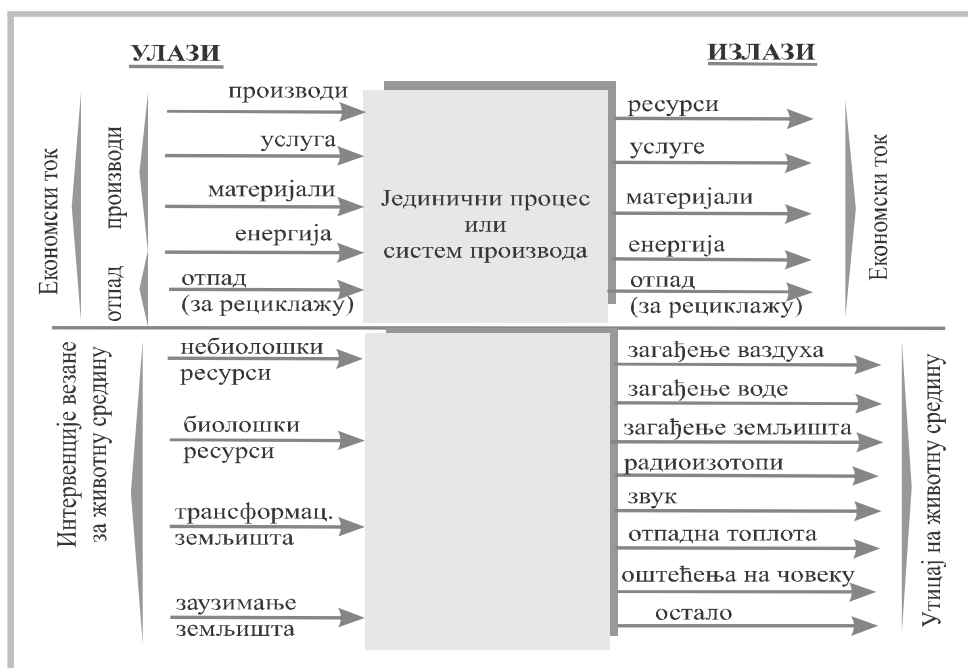 УЛАЗИ
ИЗЛАЗИ
Економски ток
производи
отпад
производи
услуга
материјали
енергија
отпад
(за рециклажу)
Јединични процес
или
систем производа
ресурси
услуге
материјали
енергија
отпад
(за рециклажу)
Економски ток
Интервенције везане
за животну средину
небиолошки
ресурси
биолошки
ресурси
трансформац.
земљишта
заузимање
земљишта
загађење ваздуха
загађење воде
загађење земљишта
радиоизотопи
звук
отпадна топлота
оштећења на човеку
остало
Утицај на животну средину